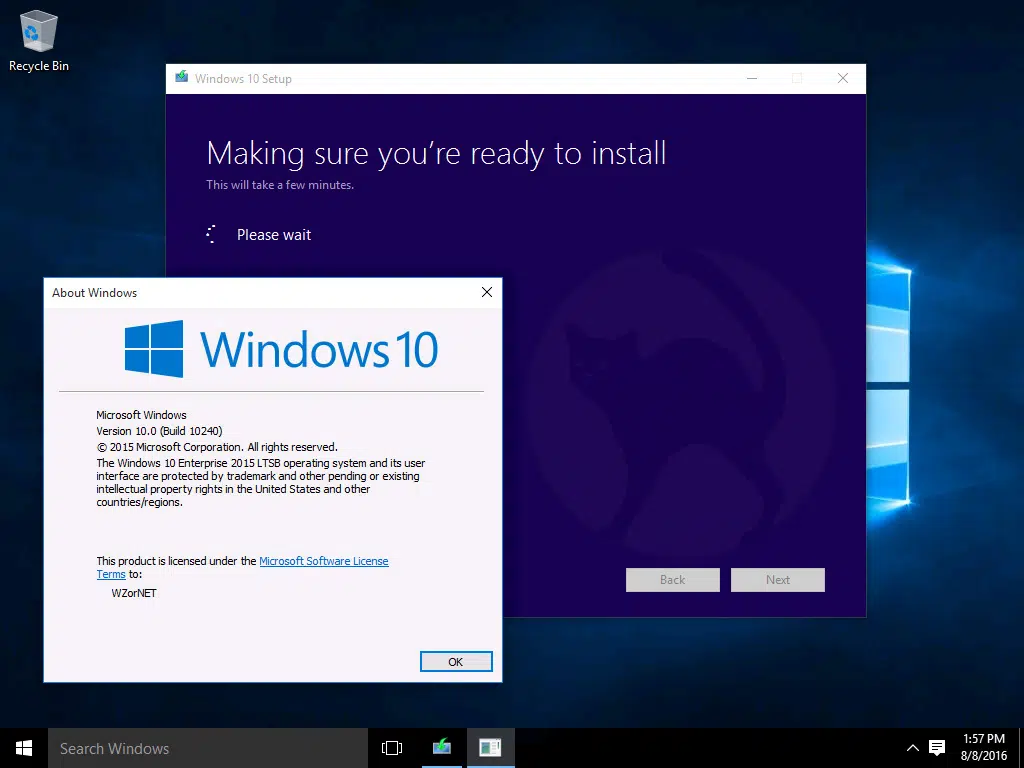 Recycle Bin
Windows 10 Setup
Making sure you're ready to install
This will take a few minutes.
Please wait
About Windows
Windows 10
Microsoft Windows
Version 10.0 (Build 10240)
© 2015 Microsoft Corporation. All rights reserved.
The Windows 10 Enterprise 2015 LTSB operating system and its user
interface are protected by trademark and other pending or existing
intellectual property rights in the United States and other
countries/regions.
This product is licensed under the Microsoft Software License
Terms to:
WZorNET
OK
Back
Next
Search Windows
1:57 PM
8/8/2016